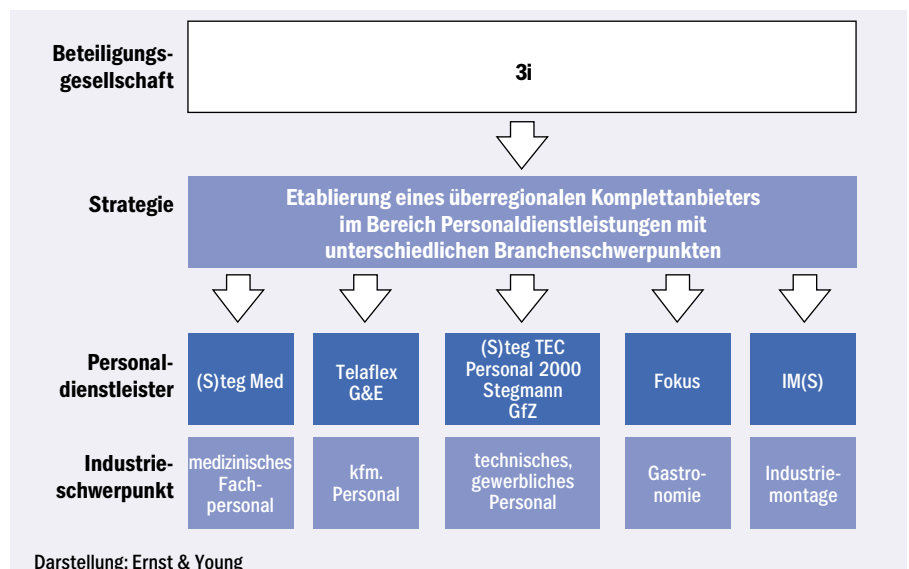 Beteiligungs-
gesellschaft
3i
Strategie
Etablierung eines überregionalen Komplettanbieters
im Bereich Personaldienstleistungen mit
unterschiedlichen Branchenschwerpunkten
Personal-
dienstleister
(S)teg Med
Telaflex
G&E
(S)teg TEC
Personal 2000
Stegmann
GfZ
Fokus
IM(S)
Industrie-
schwerpunkt
medizinisches
Fach-
personal
kfm.
Personal
technisches,
gewerbliches
Personal
Gastro-
nomie
Industrie-
montage
Darstellung: Ernst & Young